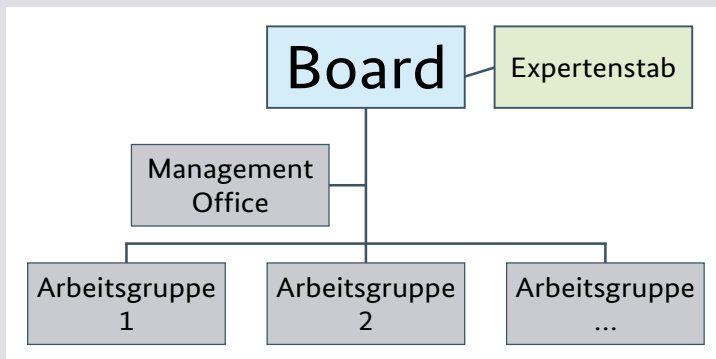 Board
Expertenstab
Management
Office
Arbeitsgruppe
1
Arbeitsgruppe
2
Arbeitsgruppe
...